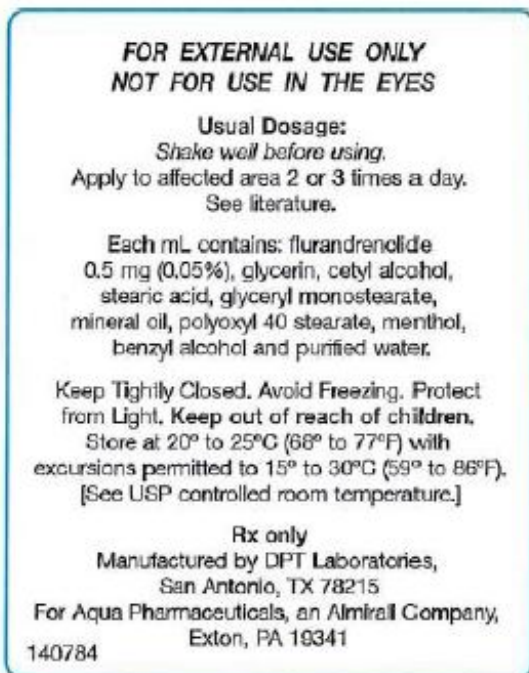 FOR EXTERNAL USE ONLY
NOT FOR USE IN THE EYES
Usual Dosage:
Shake well before using.
Apply to affected area 2 or 3 times a day.
See literature.
Each mL contains: flurandrenolide
0.5 mg (0.05%), glycerin, cetyl alcohol,
stearic acid, glyceryl monostearate,
mineral oil, polyoxyl 40 stearate, menthol,
benzyl alcohol and purified water.
Keep Tightly Closed. Avoid Freezing. Protect
from Light. Keep out of reach of children.
Store at 20° to 25°C (68° to 77°F) with
excursions permitted to 15° to 30°C (59° to 86°F).
[See USP controlled room temperature.]
Rx only
Manufactured by DPT Laboratories,
San Antonio, TX 78215
For Aqua Pharmaceuticals, an Almirall Company,
Exton, PA 19341
140784